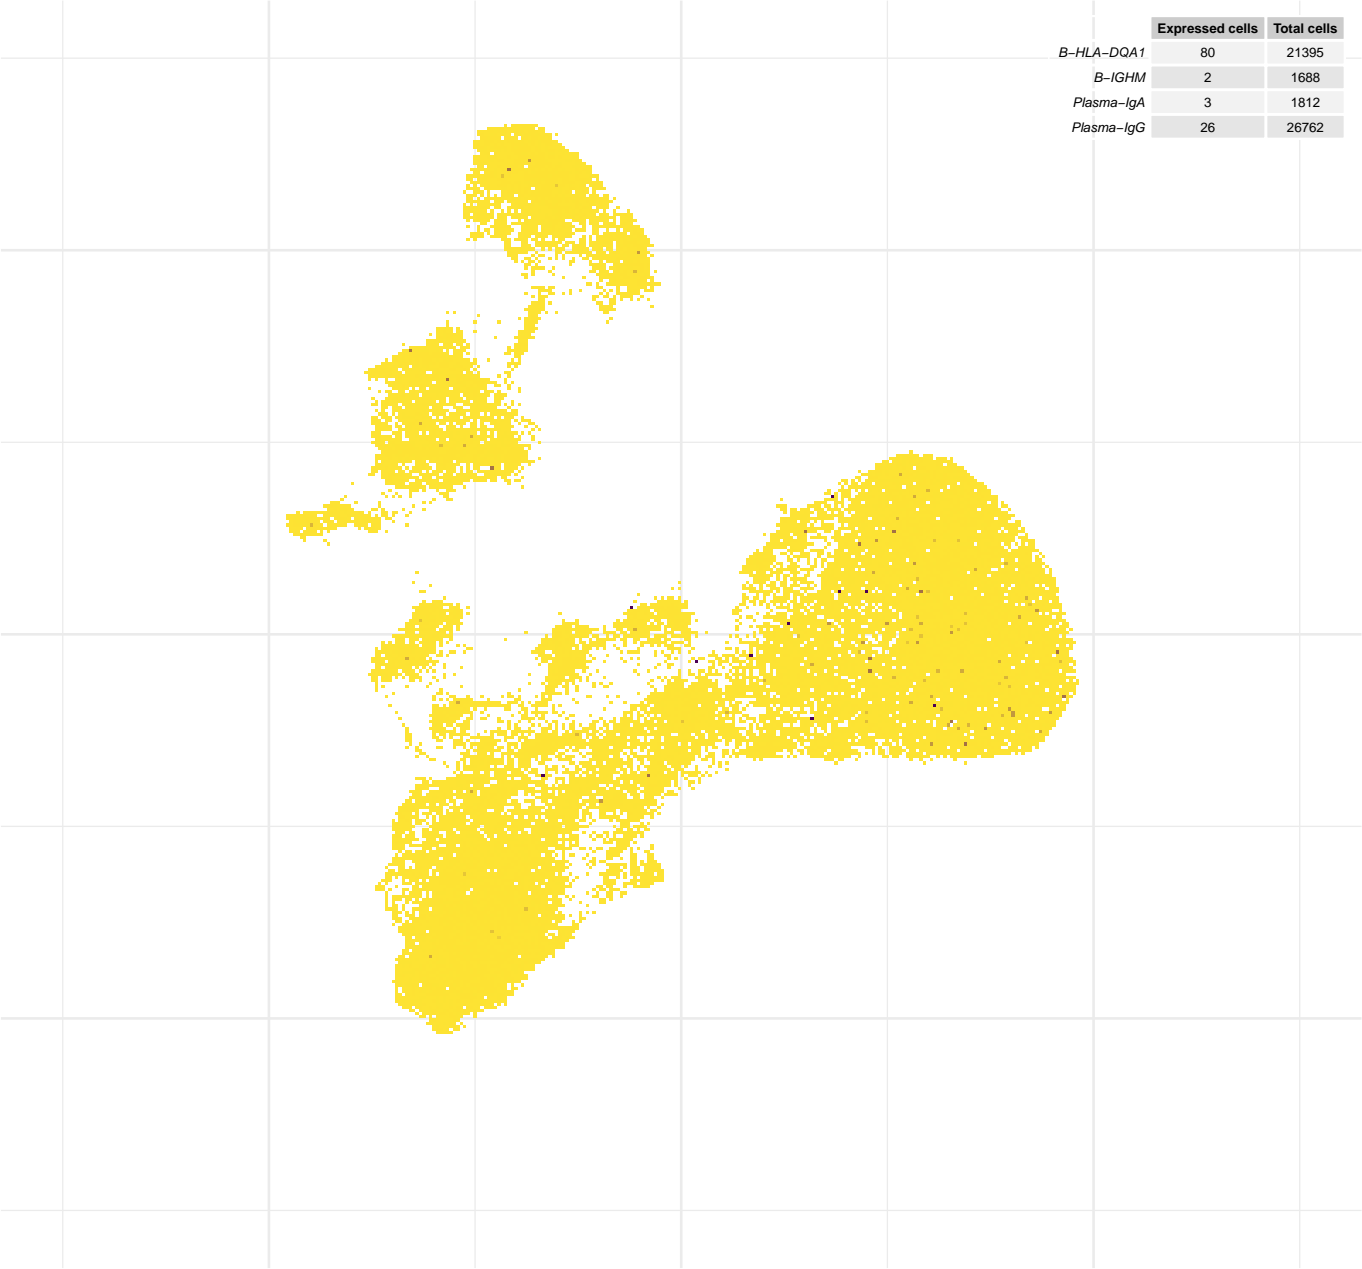 Expressed cells Total cells
B−HLA−DQA1 80 21395
B−IGHM 2 1688
Plasma−IgA 3 1812
Plasma−IgG 26 26762